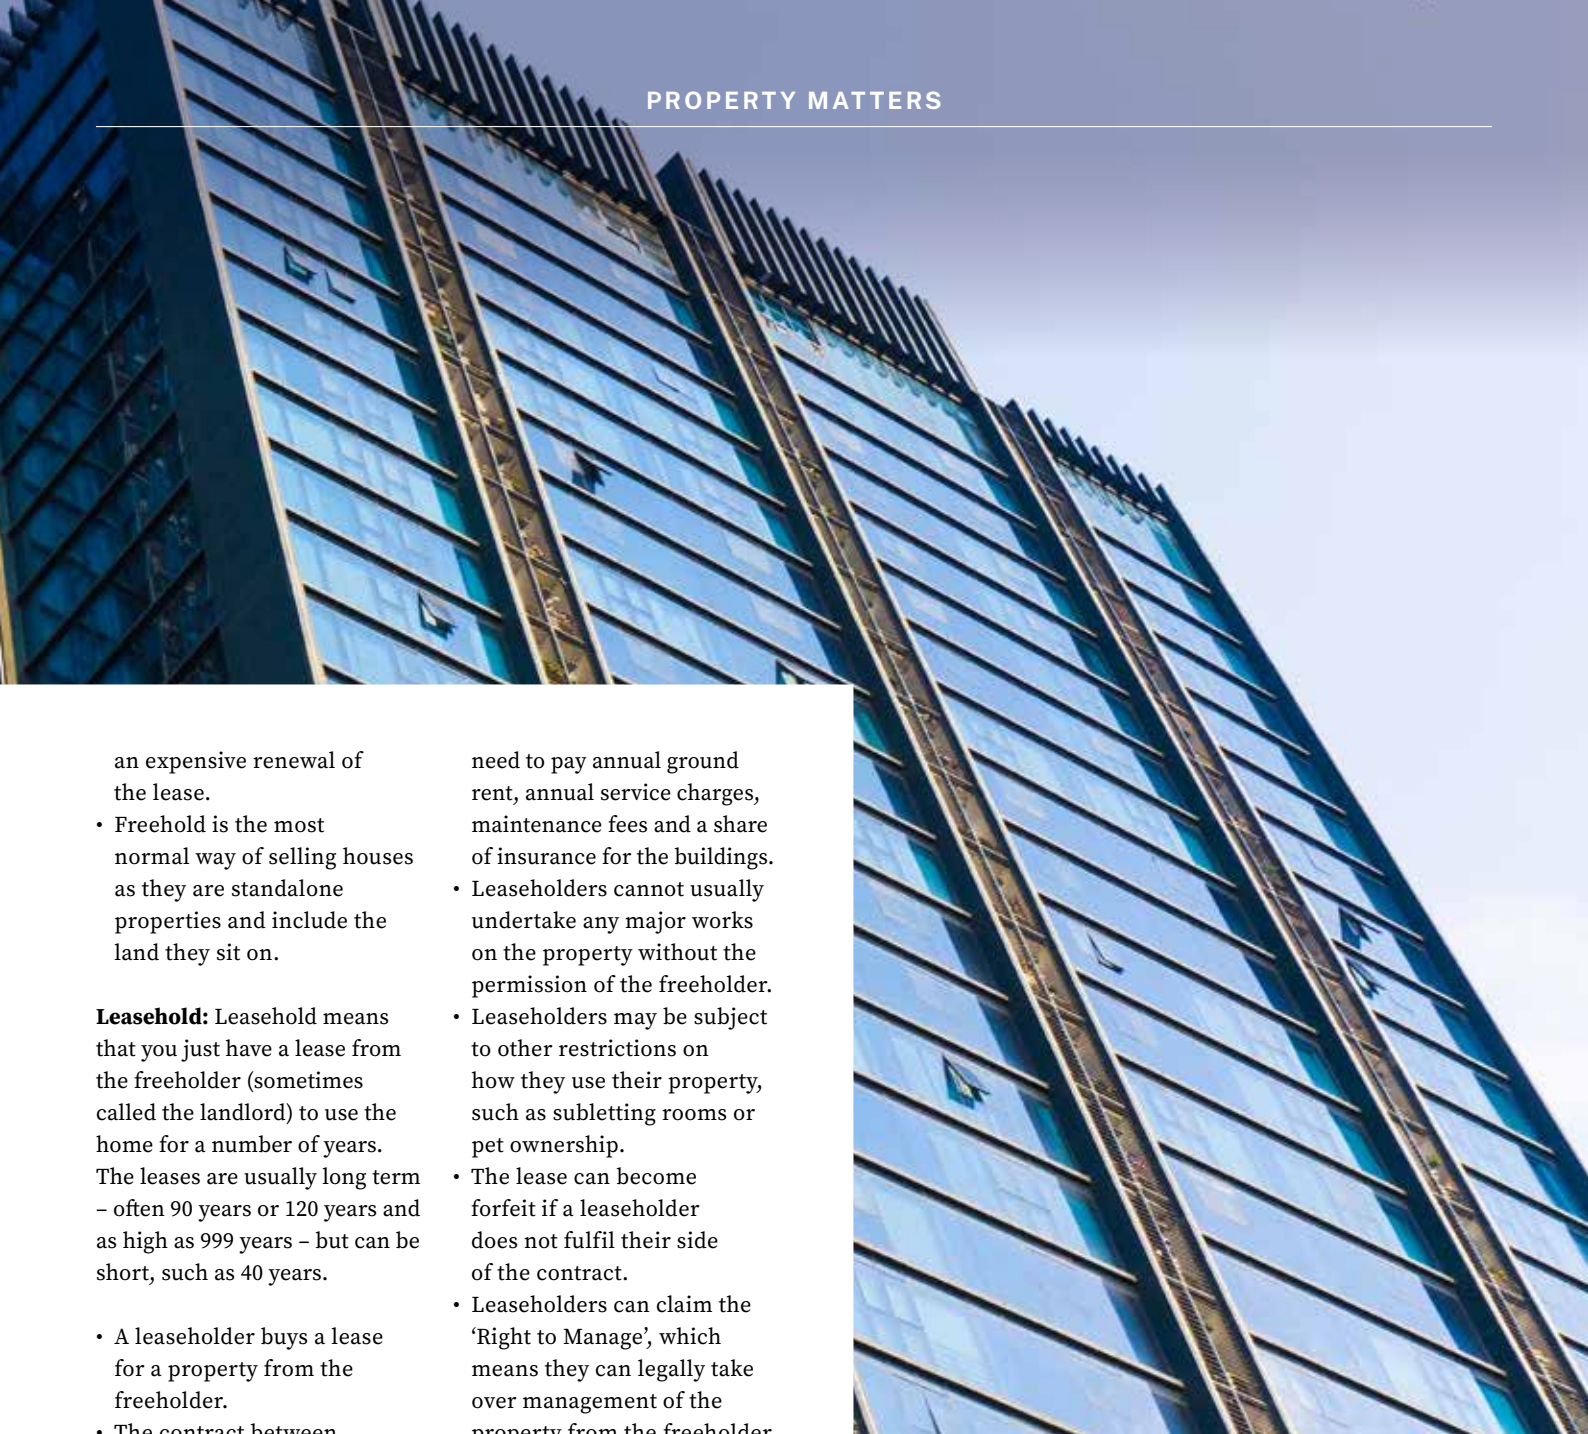 PROPERTY MATTERS
an expensive renewal of
the lease.
• Freehold is the most
normal way of selling houses
as they are standalone
properties and include the
land they sit on.
Leasehold: Leasehold means
that you just have a lease from
the freeholder (sometimes
called the landlord) to use the
home for a number of years.
The leases are usually long term
– often 90 years or 120 years and
as high as 999 years – but can be
short, such as 40 years.
• A leaseholder buys a lease
for a property from the
freeholder.
• The contract between
need to pay annual ground
rent, annual service charges,
maintenance fees and a share
of insurance for the buildings.
• Leaseholders cannot usually
undertake any major works
on the property without the
permission of the freeholder.
• Leaseholders may be subject
to other restrictions on
how they use their property,
such as subletting rooms or
pet ownership.
• The lease can become
forfeit if a leaseholder
does not fulfil their side
of the contract.
• Leaseholders can claim the
‘Right to Manage’, which
means they can legally take
over management of the
property from the freeholder